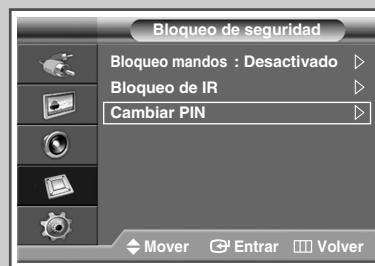 Bloqueo de seguridad
Bloqueo mandos : Desactivado
Bloqueo de IR
Cambiar PIN
Mover Entrar Volver